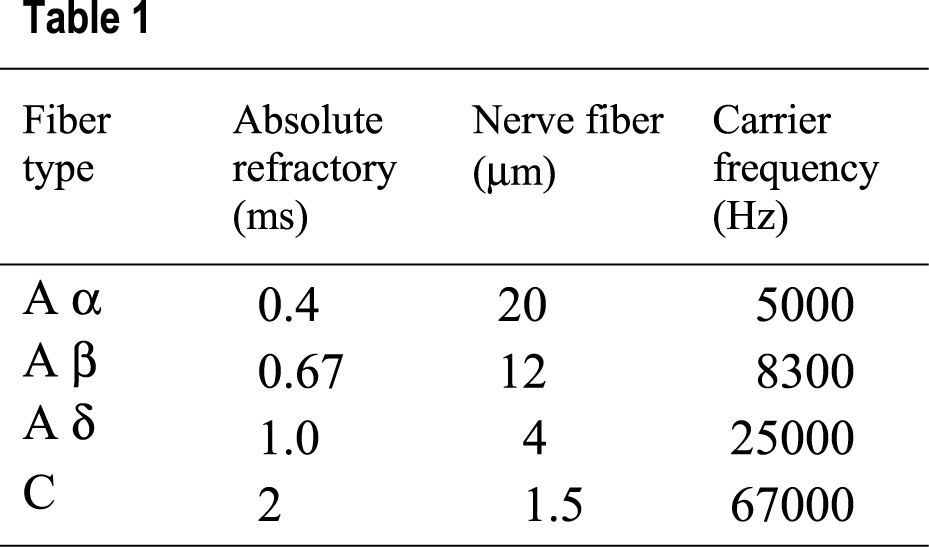 Table 1
Fiber type Absolute refractory (ms) Nerve fiber (μm) Carrier frequency (Hz)
A α 0.4 20 5000
A β 0.67 12 8300
A δ 1.0 4 25000
C 2 1.5 67000